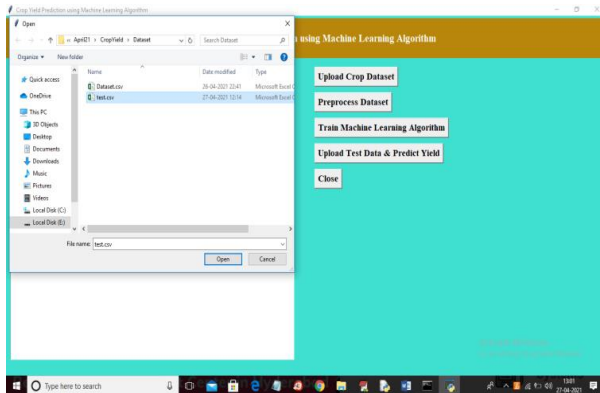 Crop Yield Prediction using Machine Learning Algorithm
Open
April21 › CropYield › Dataset
Search Dataset
Organize
New folder
Name
Date modified
Type
Quick access
OneDrive
This PC
3D Objects
Desktop
Documents
Downloads
Music
Pictures
Videos
Local Disk (C:)
Local Disk (E:)
Dataset.csv
26-04-2021 22:41
Microsoft Excel C
test.csv
27-04-2021 12:14
Microsoft Excel C
File name:
test.csv
Open
Cancel
using Machine Learning Algorithm
Upload Crop Dataset
Preprocess Dataset
Train Machine Learning Algorithm
Upload Test Data & Predict Yield
Close
Type here to search
13:01
27-04-2021